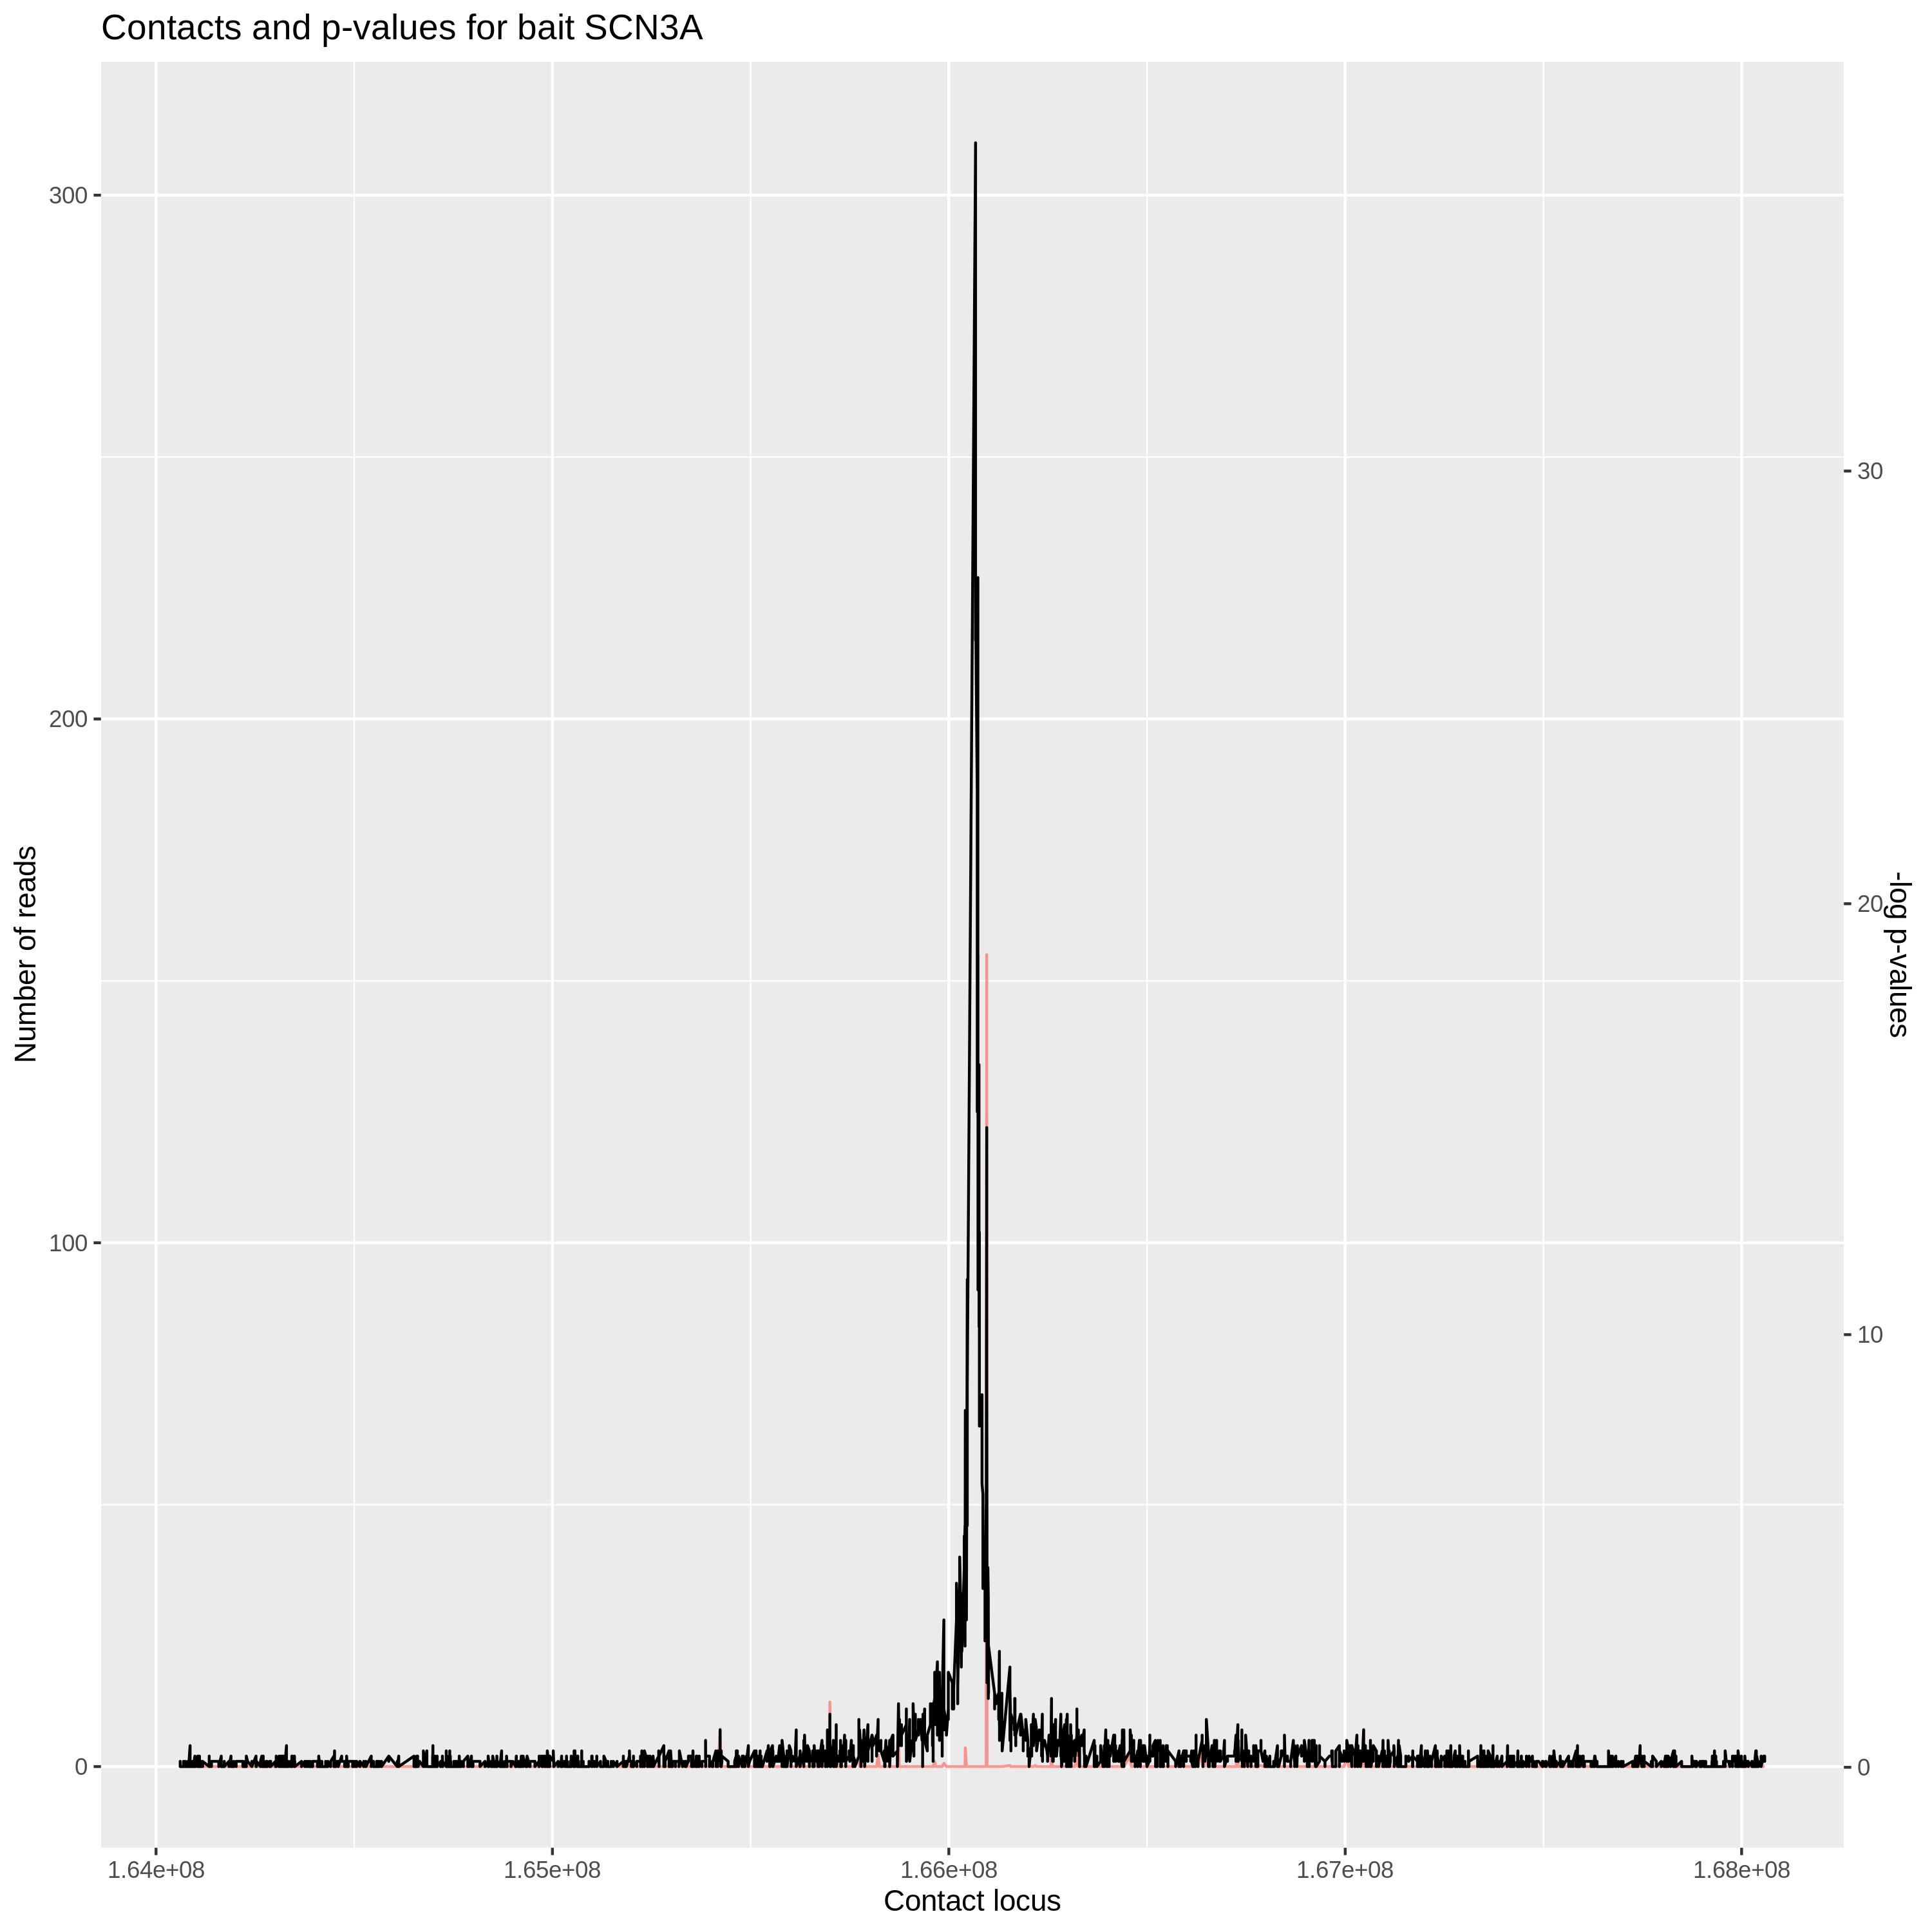 Contacts and p-values for bait SCN3A
300
200
100
0
Number of reads
30
20
10
0
-log p-values
1.64e+08
1.65e+08
1.66e+08
1.67e+08
1.68e+08
Contact locus